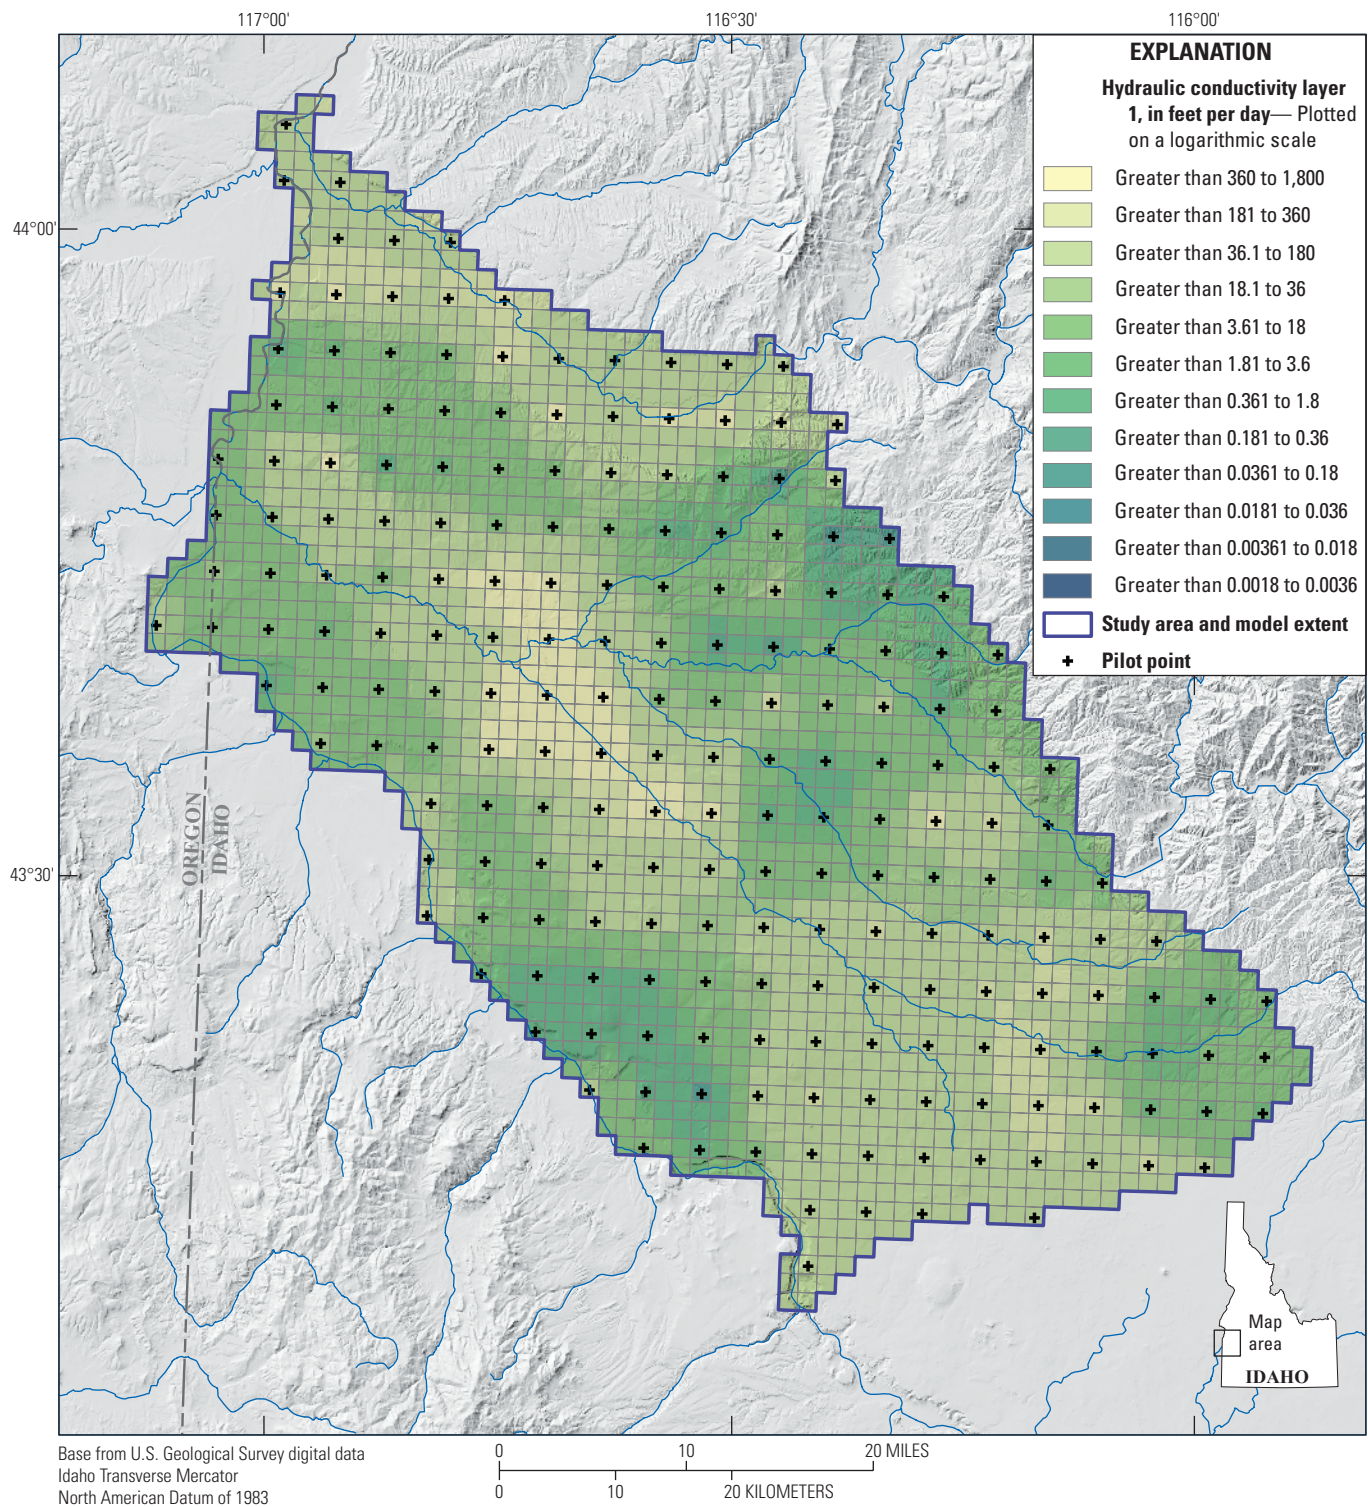 117°00'
116°30'
116°00'
EXPLANATION
Hydraulic conductivity layer
1, in feet per day— Plotted
on a logarithmic scale
Greater than 360 to 1,800
Greater than 181 to 360
Greater than 36.1 to 180
Greater than 18.1 to 36
Greater than 3.61 to 18
Greater than 1.81 to 3.6
Greater than 0.361 to 1.8
Greater than 0.181 to 0.36
Greater than 0.0361 to 0.18
Greater than 0.0181 to 0.036
Greater than 0.00361 to 0.018
Greater than 0.0018 to 0.0036
Study area and model extent
Pilot point
44°00'
43°30'
OREGON
IDAHO
Map
area
IDAHO
Base from U.S. Geological Survey digital data
Idaho Transverse Mercator
North American Datum of 1983
0 10 20 MILES
0 10 20 KILOMETERS